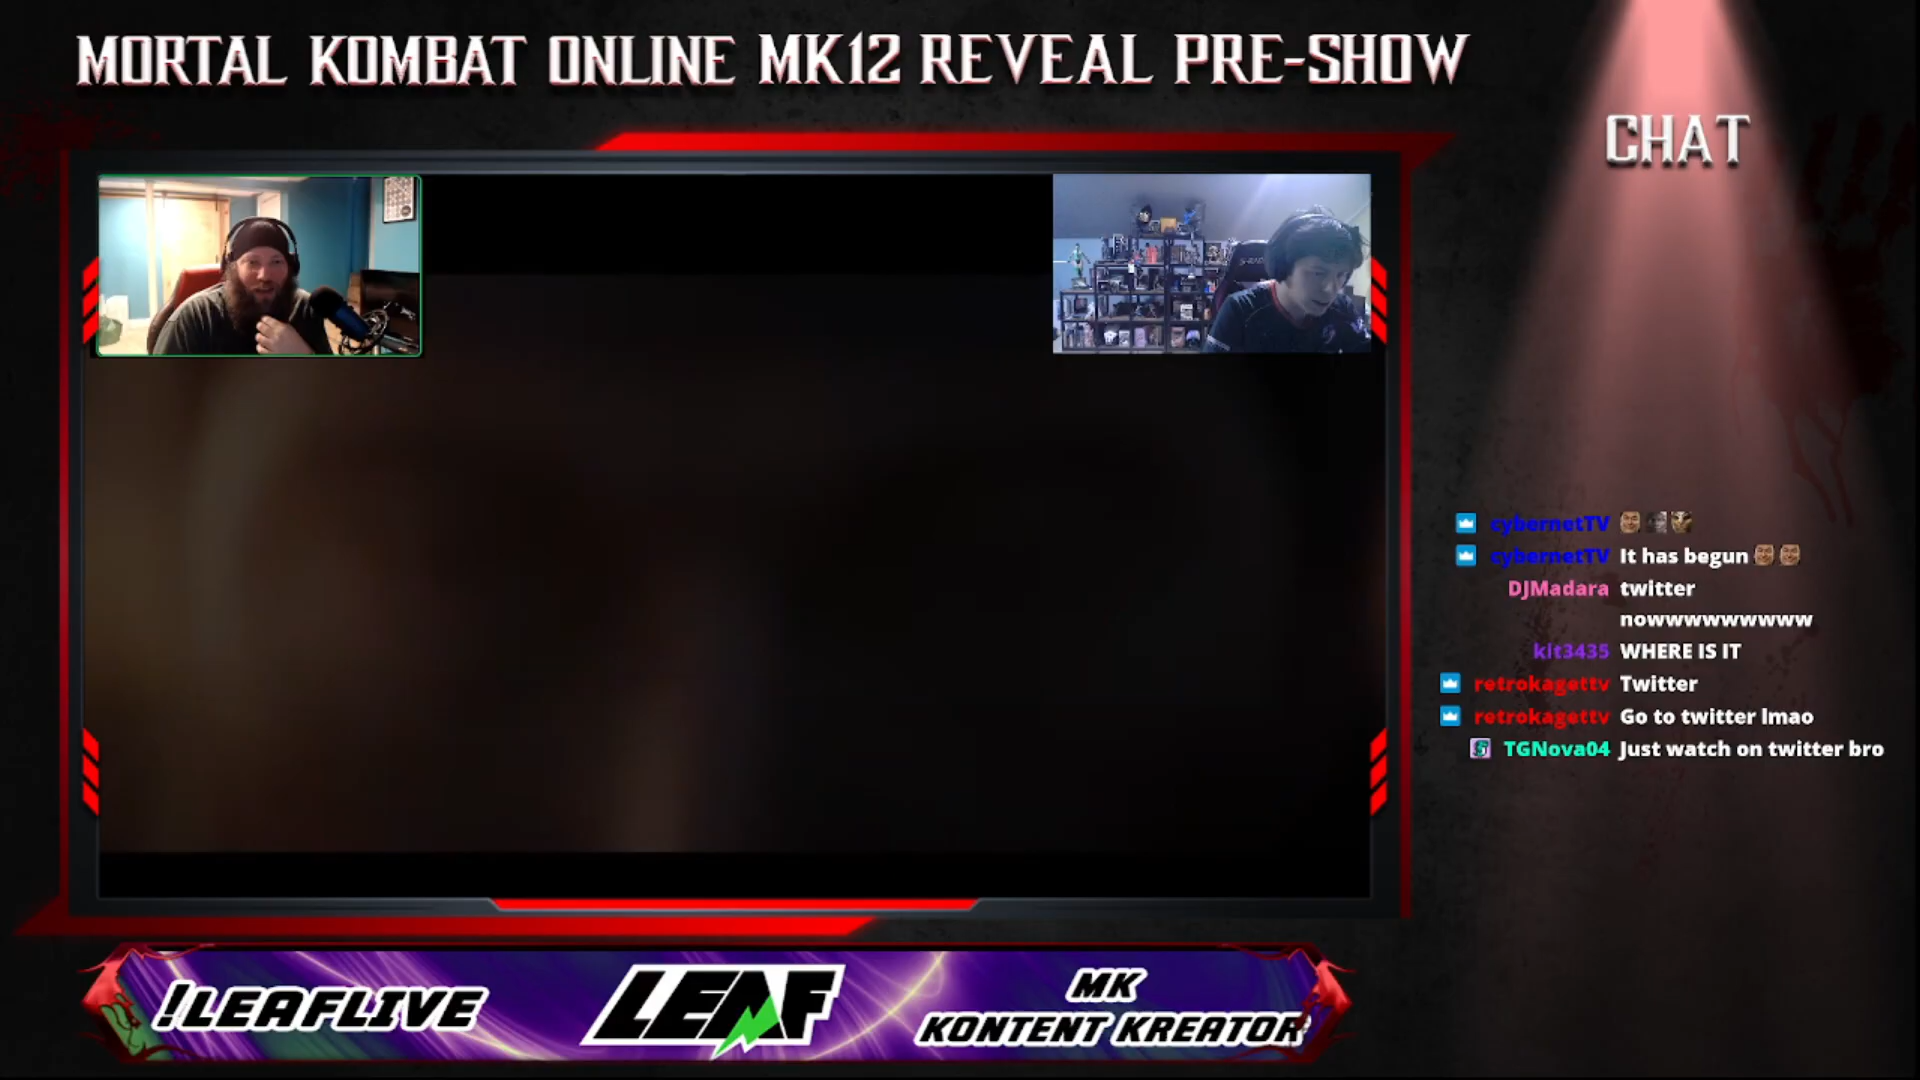 MORTAL KOMBAT ONLINE MK12 REVEAL PRE-SHOW
CHAT
cybernetTV
cybernetTV It has begun
DJMadara twitter
nowwwwwwwwww
kit3435 WHERE IS IT
retrokagettv Twitter
retrokagettv Go to twitter lmao
TGNova04 Just watch on twitter bro
!LEAFLIVE
LEAF
MK
KONTENT KREATOR